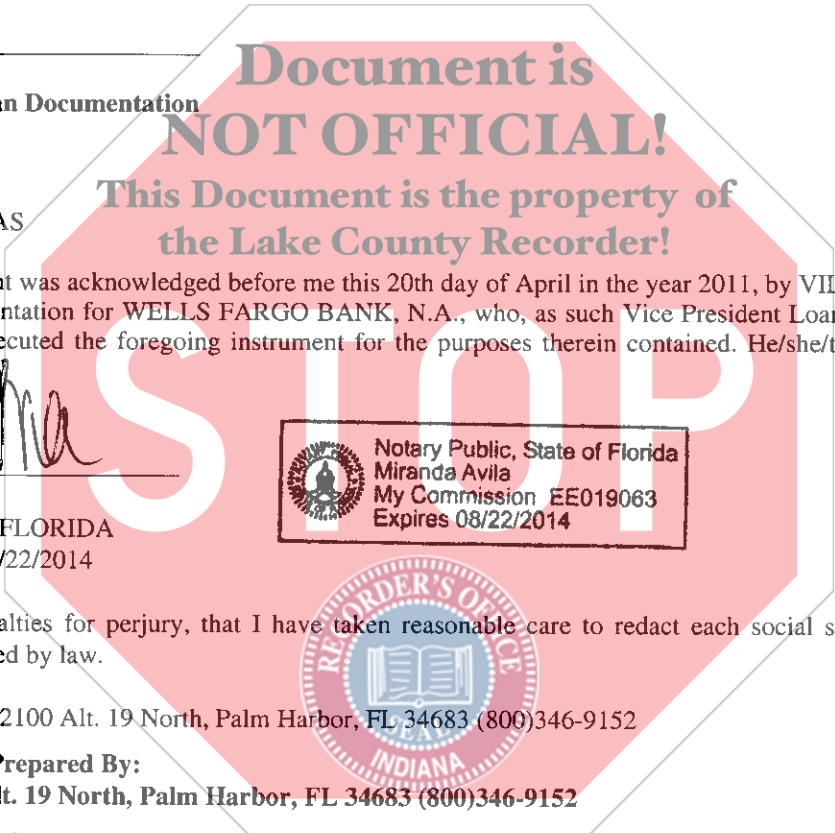 Document is
NOT OFFICIAL!
This Document is the property of
the Lake County Recorder!
STOP
n Documentation
AS
nt was acknowledged before me this 20th day of April in the year 2011, by VIL
ntation for WELLS FARGO BANK, N.A., who, as such Vice President Loan
ecuted the foregoing instrument for the purposes therein contained. He/she/t
Notary Public, State of Florida
Miranda Avila
My Commission EE019063
Expires 08/22/2014
FLORIDA
/22/2014
RECORDER'S OFFICE
SEAL
INDIANA
alties for perjury, that I have taken reasonable care to redact each social s
ed by law.
2100 Alt. 19 North, Palm Harbor, FL 34683 (800)346-9152
Prepared By:
lt. 19 North, Palm Harbor, FL 34683 (800)346-9152